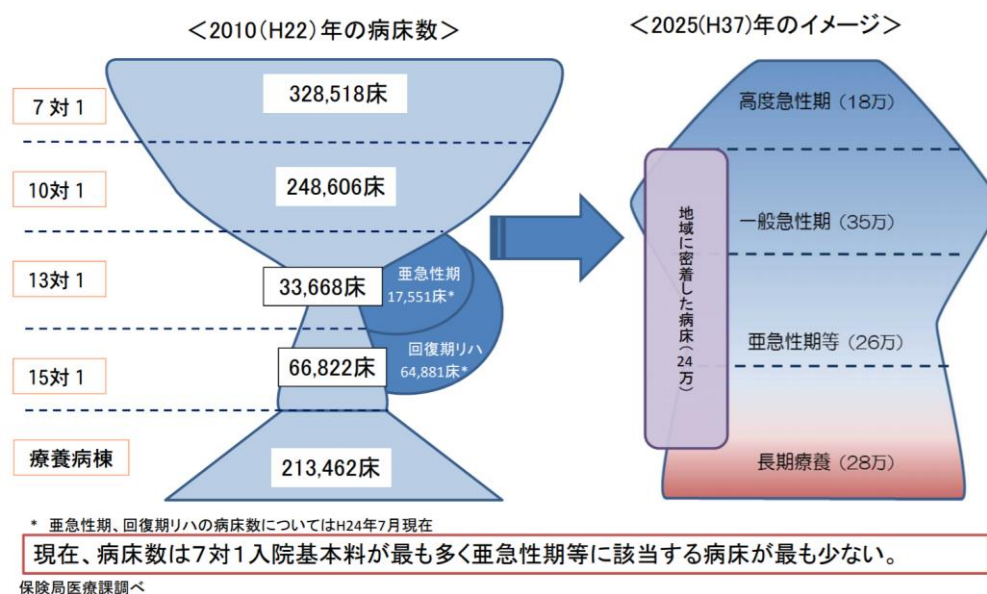 ＜2010(H22)年の病床数＞
＜2025(H37)年のイメージ＞
7対1
328,518床
10対1
248,606床
13対1
33,668床
亜急性期
17,551床*
15対1
66,822床
回復期リハ
64,881床*
療養病棟
213,462床
高度急性期（18万）
一般急性期（35万）
亜急性期等（26万）
長期療養（28万）
地域に密着した病床（24万）
* 亜急性期、回復期リハの病床数についてはH24年7月現在
現在、病床数は7対1入院基本料が最も多く亜急性期等に該当する病床が最も少ない。
保険局医療課調べ